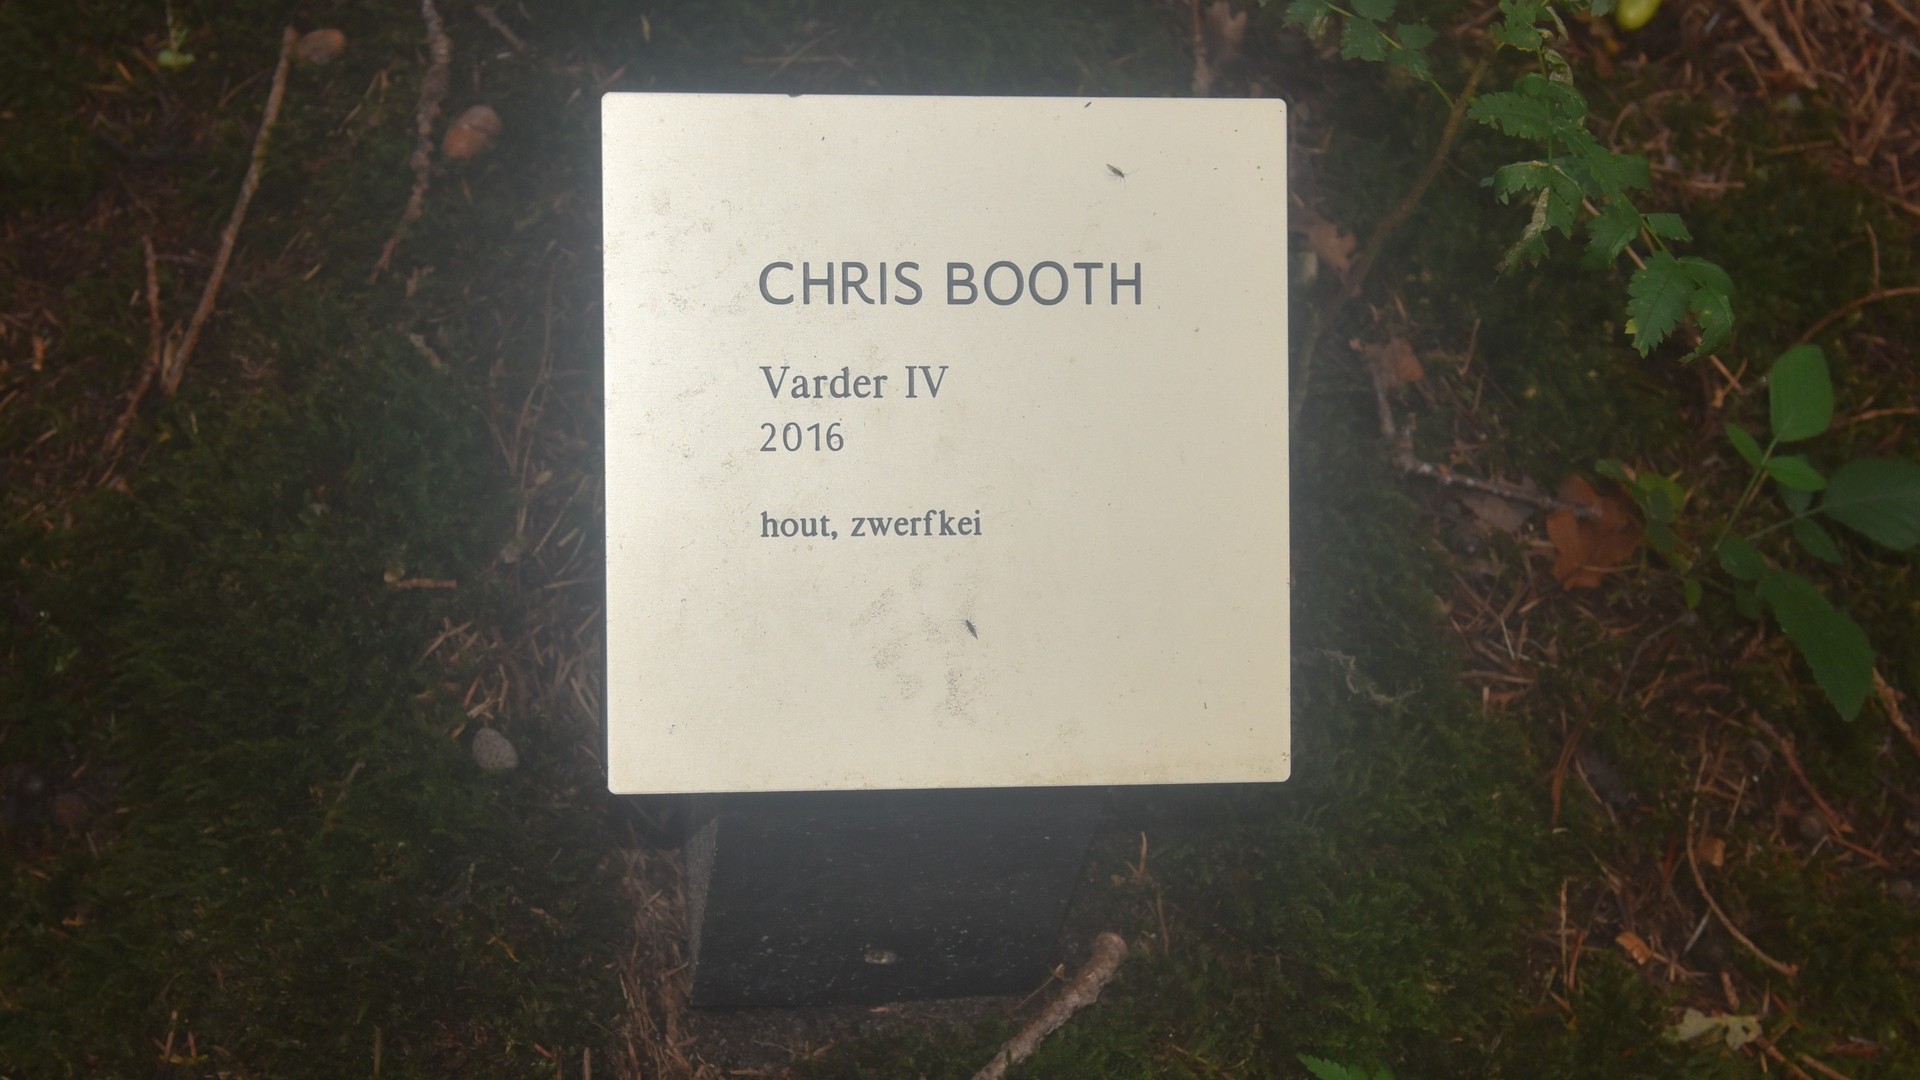 CHRIS BOOTH
Varder IV
2016
hout, zwerfkei